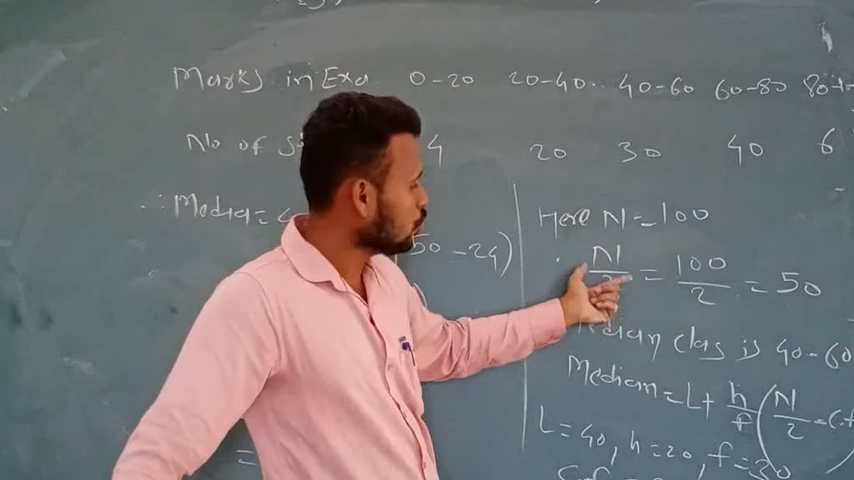 Marks in Exa 0-20 20-40 40-60 60-80 80-1
No of s 4 20 30 40 6
∴ Median =
50 - 24)
Here N = 100
N/2 = 100/2 = 50
Median class is 40-60
Median = L + h/f (N/2 - C.f
L = 40, h = 20, f = 30